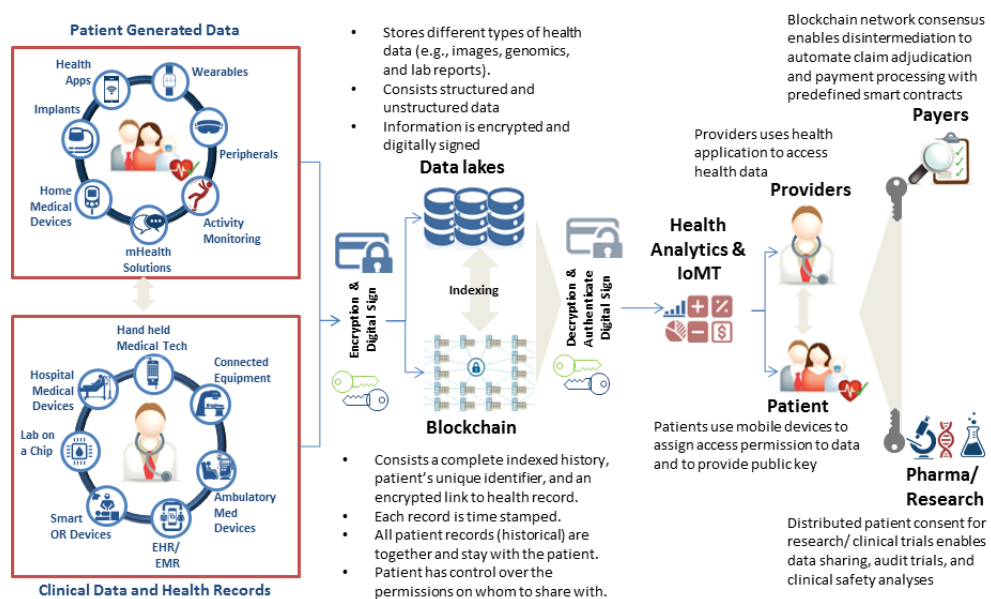 Patient Generated Data
Health
Apps
Wearables
Implants
Peripherals
Home
Medical
Devices
Activity
Monitoring
mHealth
Solutions
Hand held
Medical Tech
Connected
Equipment
Hospital
Medical
Devices
Lab on
a Chip
Ambulatory
Med
Devices
Smart
OR Devices
EHR/
EMR
Clinical Data and Health Records
Encryption &
Digital Sign
• Stores different types of health
data (e.g., images, genomics,
and lab reports).
• Consists structured and
unstructured data
• Information is encrypted and
digitally signed
Data lakes
Indexing
Blockchain
• Consists a complete indexed history,
patient's unique identifier, and an
encrypted link to health record.
• Each record is time stamped.
• All patient records (historical) are
together and stay with the patient.
• Patient has control over the
permissions on whom to share with.
Decryption &
Authenticate
Digital Sign
Health
Analytics &
IoMT
$
Providers uses health
application to access
health data
Providers
Patient
Patients use mobile devices to
assign access permission to data
and to provide public key
Blockchain network consensus
enables disintermediation to
automate claim adjudication
and payment processing with
predefined smart contracts
Payers
Pharma/
Research
Distributed patient consent for
research/ clinical trials enables
data sharing, audit trials, and
clinical safety analyses